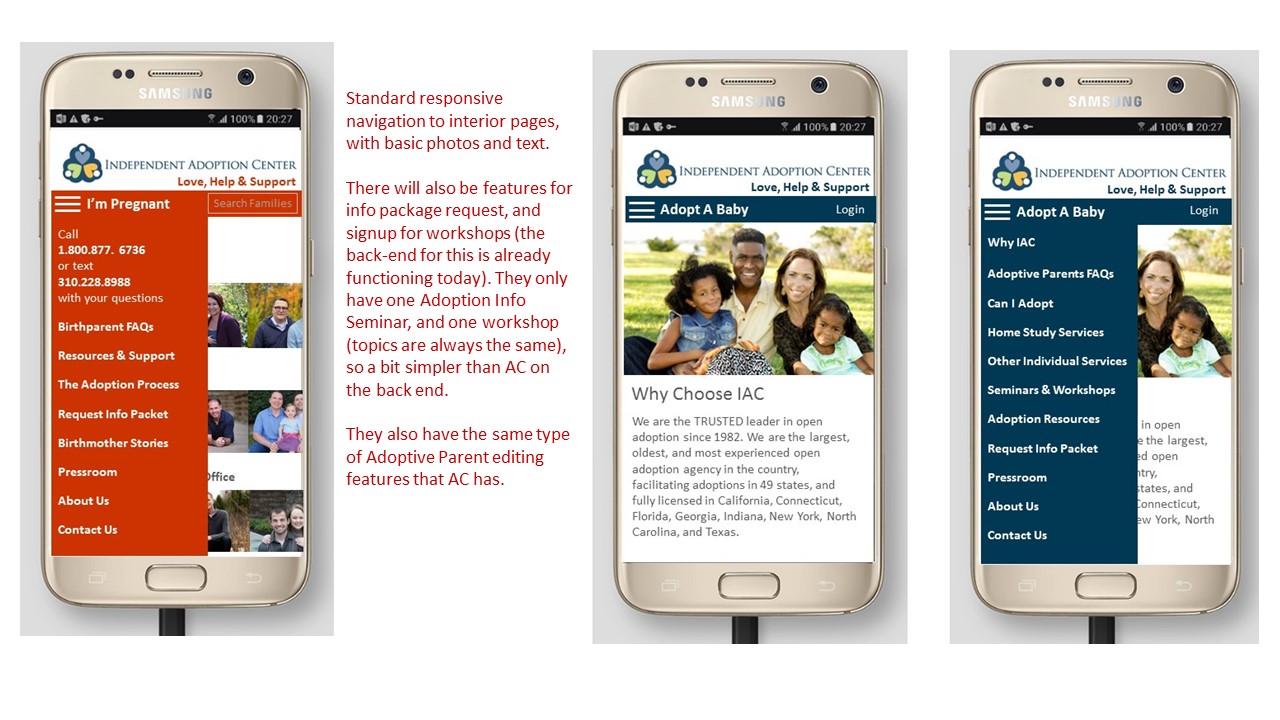 SAMSUNG
100% 20:27
INDEPENDENT ADOPTION CENTER
Love, Help & Support
I'm Pregnant
Search Families
Call
1.800.877. 6736
or text
310.228.8988
with your questions
Birthparent FAQs
Resources & Support
The Adoption Process
Request Info Packet
Birthmother Stories
Pressroom
About Us
Contact Us
Office
Standard responsive
navigation to interior pages,
with basic photos and text.
There will also be features for
info package request, and
signup for workshops (the
back-end for this is already
functioning today). They only
have one Adoption Info
Seminar, and one workshop
(topics are always the same),
so a bit simpler than AC on
the back end.
They also have the same type
of Adoptive Parent editing
features that AC has.
SAMSUNG
100% 20:27
INDEPENDENT ADOPTION CENTER
Love, Help & Support
Adopt A Baby
Login
Why Choose IAC
We are the TRUSTED leader in open
adoption since 1982. We are the largest,
oldest, and most experienced open
adoption agency in the country,
facilitating adoptions in 49 states, and
fully licensed in California, Connecticut,
Florida, Georgia, Indiana, New York, North
Carolina, and Texas.
SAMSUNG
100% 20:27
INDEPENDENT ADOPTION CENTER
Love, Help & Support
Adopt A Baby
Login
Why IAC
Adoptive Parents FAQs
Can I Adopt
Home Study Services
Other Individual Services
Seminars & Workshops
Adoption Resources
Request Info Packet
Pressroom
About Us
Contact Us
in open
e the largest,
ed open
ntry,
states, and
Connecticut,
ew York, North